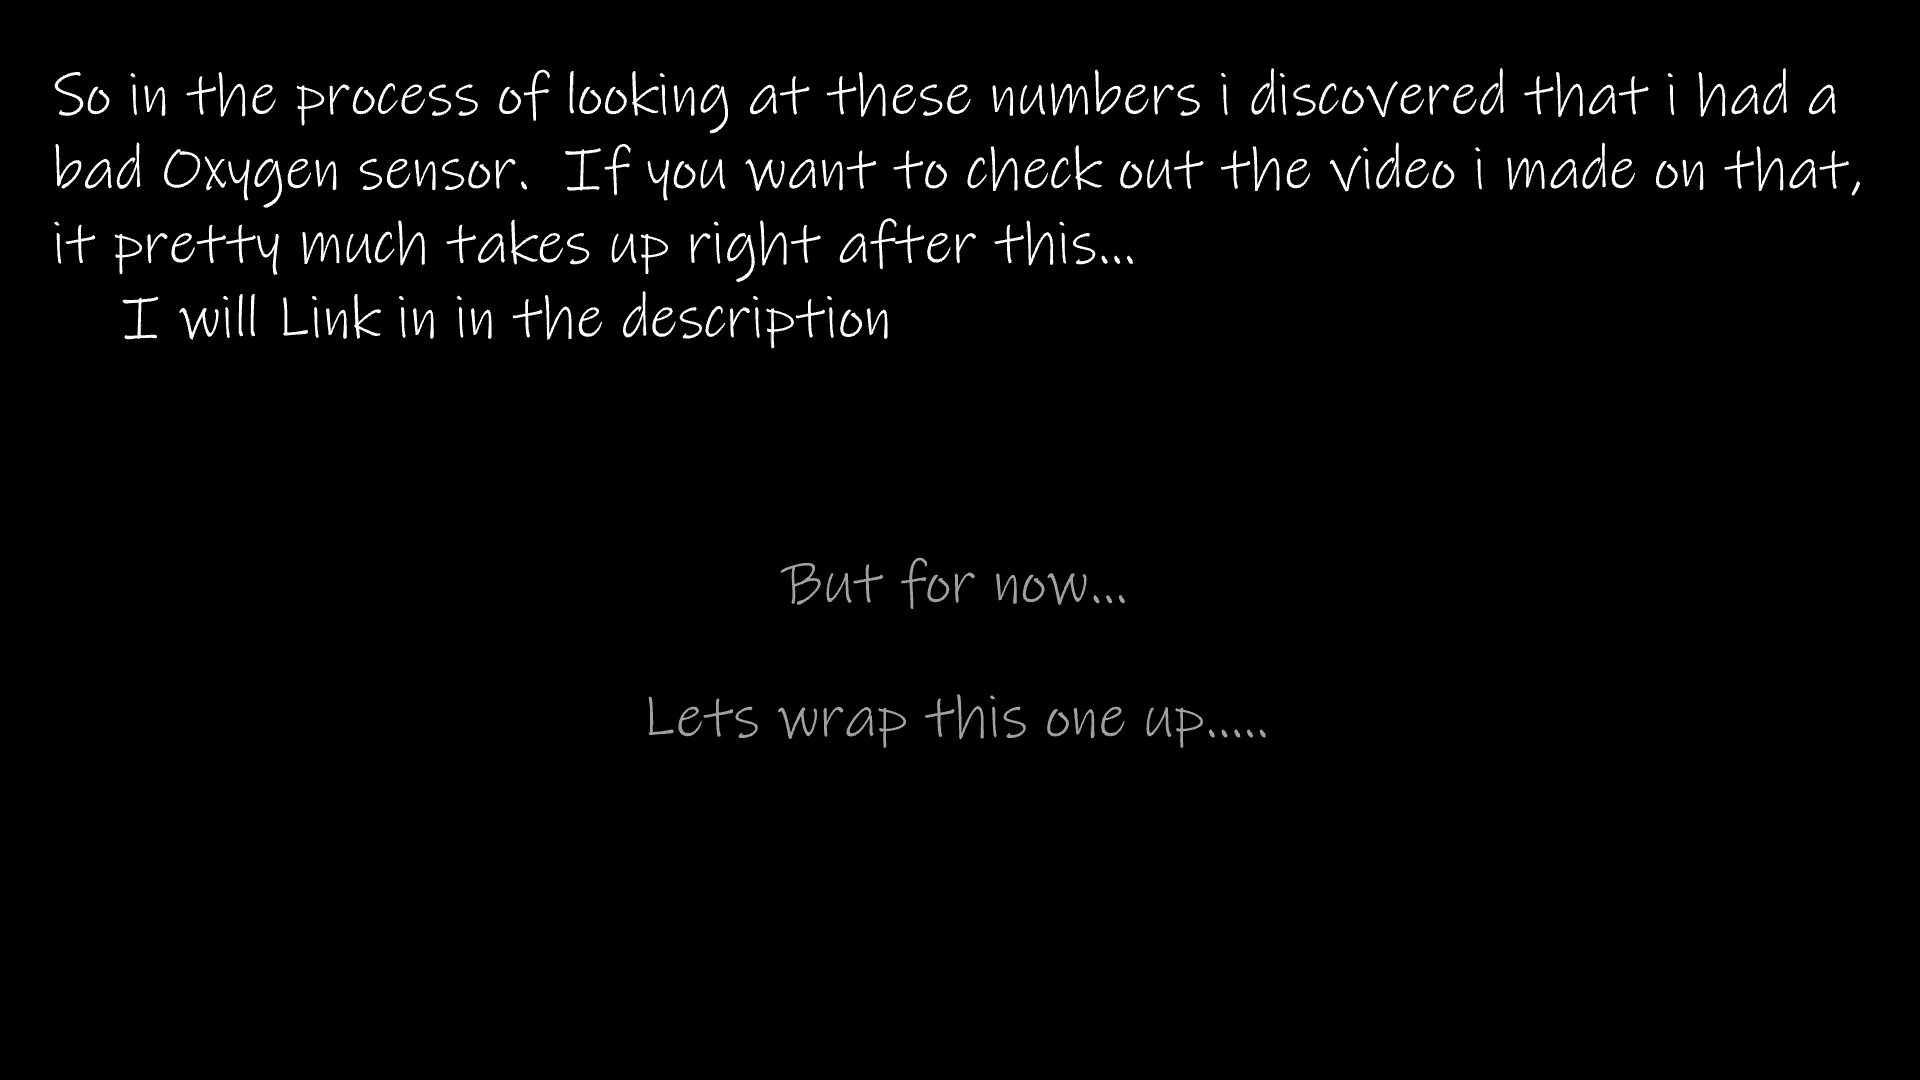 So in the process of looking at these numbers i discovered that i had a
bad Oxygen sensor.  If you want to check out the video i made on that,
it pretty much takes up right after this...
I will Link in in the description
But for now...
Lets wrap this one up.....